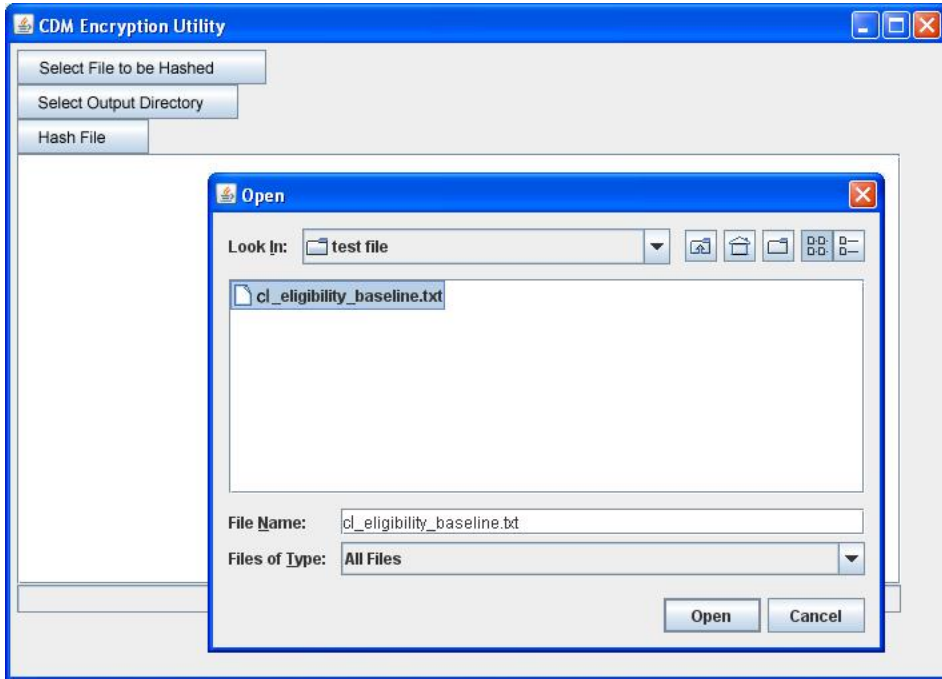 CDM Encryption Utility
Select File to be Hashed
Select Output Directory
Hash File
Open
Look In: test file
cl_eligibility_baseline.txt
File Name: cl_eligibility_baseline.txt
Files of Type: All Files
Open Cancel